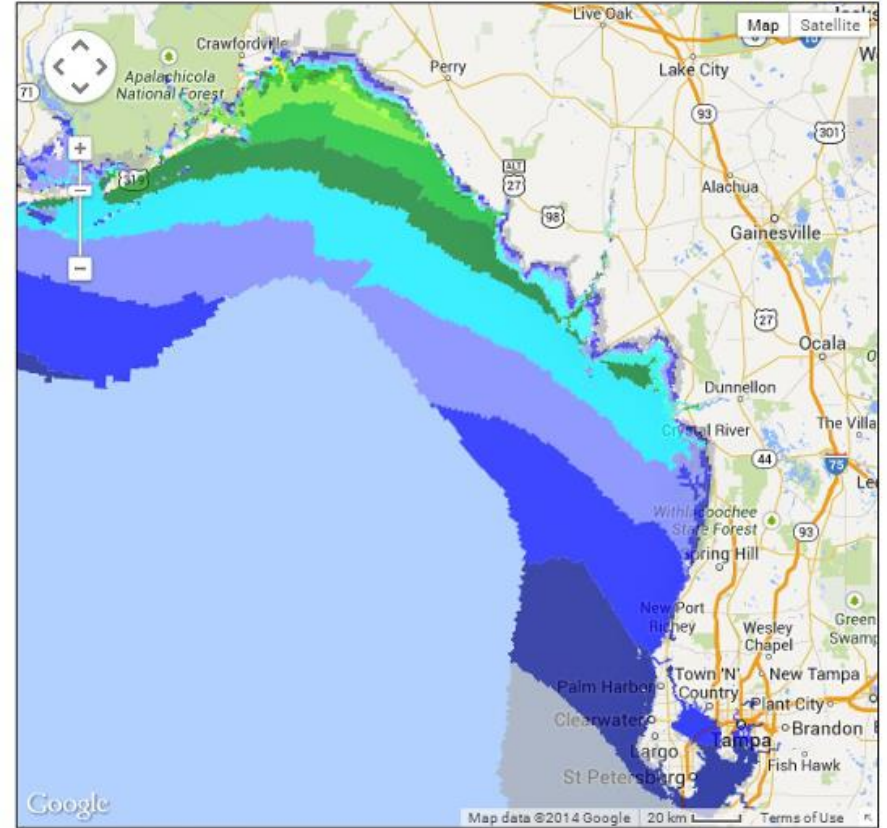 Live Oak
Map
Satellite
10
Crawfordville
Perry
Lake City
Apalachicola
National Forest
71
93
301
ALT
27
319
98
Alachua
Gainesville
27
Ocala
Dunnellon
The Villa
Crystal River
44
75
Withlacoochee
State Forest
93
Spring Hill
New Port
Richey
Wesley
Chapel
Green
Swamp
Town 'N'
Country
New Tampa
Palm Harbor
Plant City
Clearwater
Brandon
Tampa
Largo
Fish Hawk
St Petersburg
Google
Map data ©2014 Google
20 km
Terms of Use